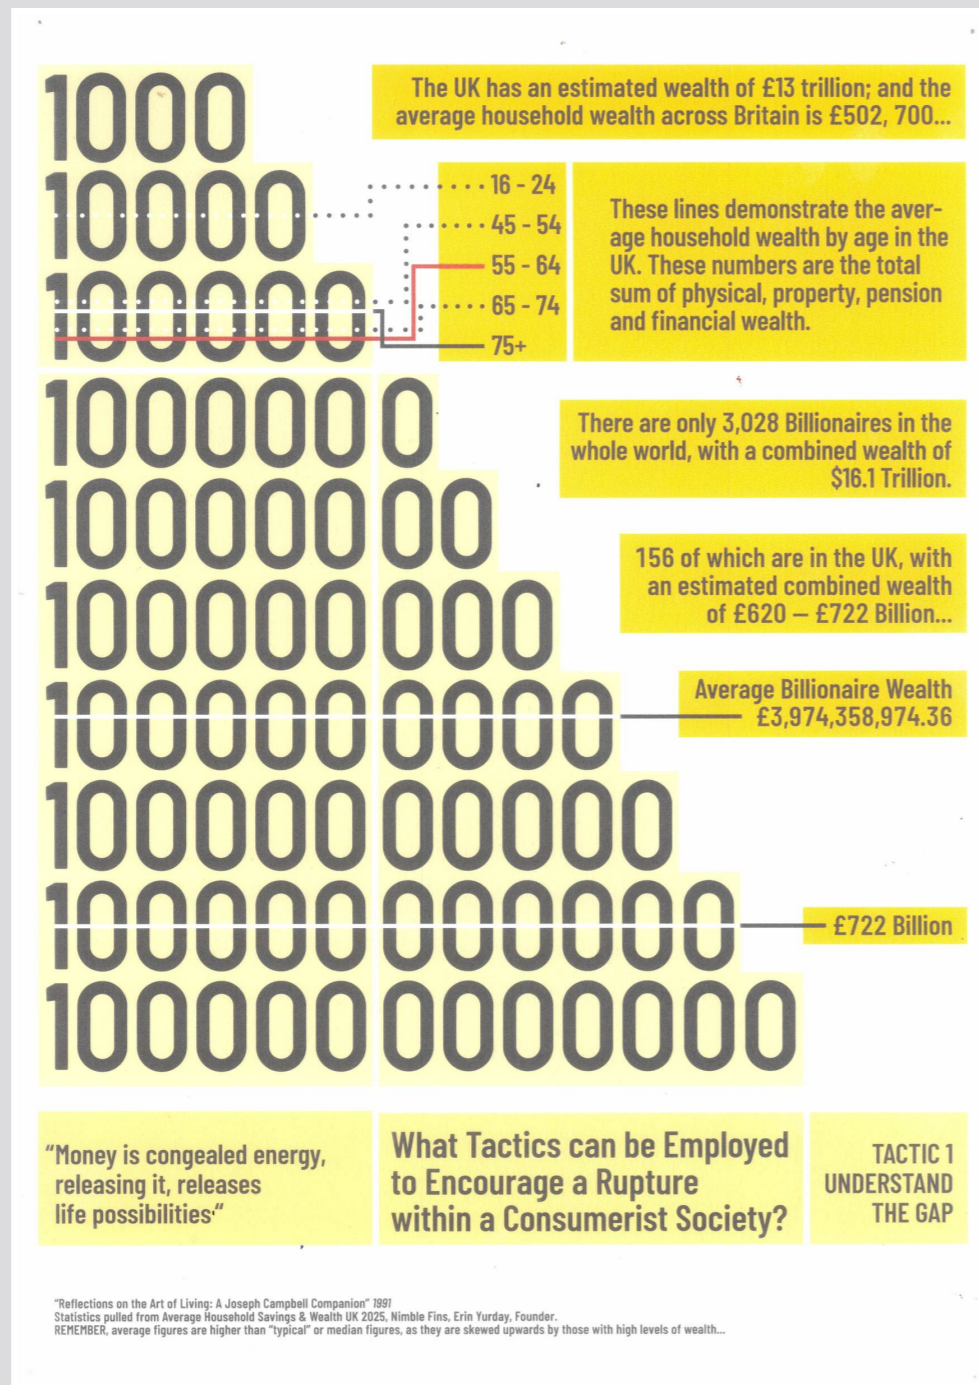 1000
The UK has an estimated wealth of £13 trillion; and the
average household wealth across Britain is £502, 700...
10000
100000
16 - 24
45 - 54
55 - 64
65 - 74
75+
These lines demonstrate the aver-
age household wealth by age in the
UK. These numbers are the total
sum of physical, property, pension
and financial wealth.
1000000
There are only 3,028 Billionaires in the
whole world, with a combined wealth of
$16.1 Trillion.
10000000
100000000
156 of which are in the UK, with
an estimated combined wealth
of £620 – £722 Billion...
1000000000
Average Billionaire Wealth
£3,974,358,974.36
10000000000
100000000000
£722 Billion
1000000000000
“Money is congealed energy,
releasing it, releases
life possibilities.“
What Tactics can be Employed
to Encourage a Rupture
within a Consumerist Society?
TACTIC 1
UNDERSTAND
THE GAP
“Reflections on the Art of Living: A Joseph Campbell Companion” 1991
Statistics pulled from Average Household Savings & Wealth UK 2025, Nimble Fins, Erin Yurday, Founder.
REMEMBER, average figures are higher than “typical” or median figures, as they are skewed upwards by those with high levels of wealth...